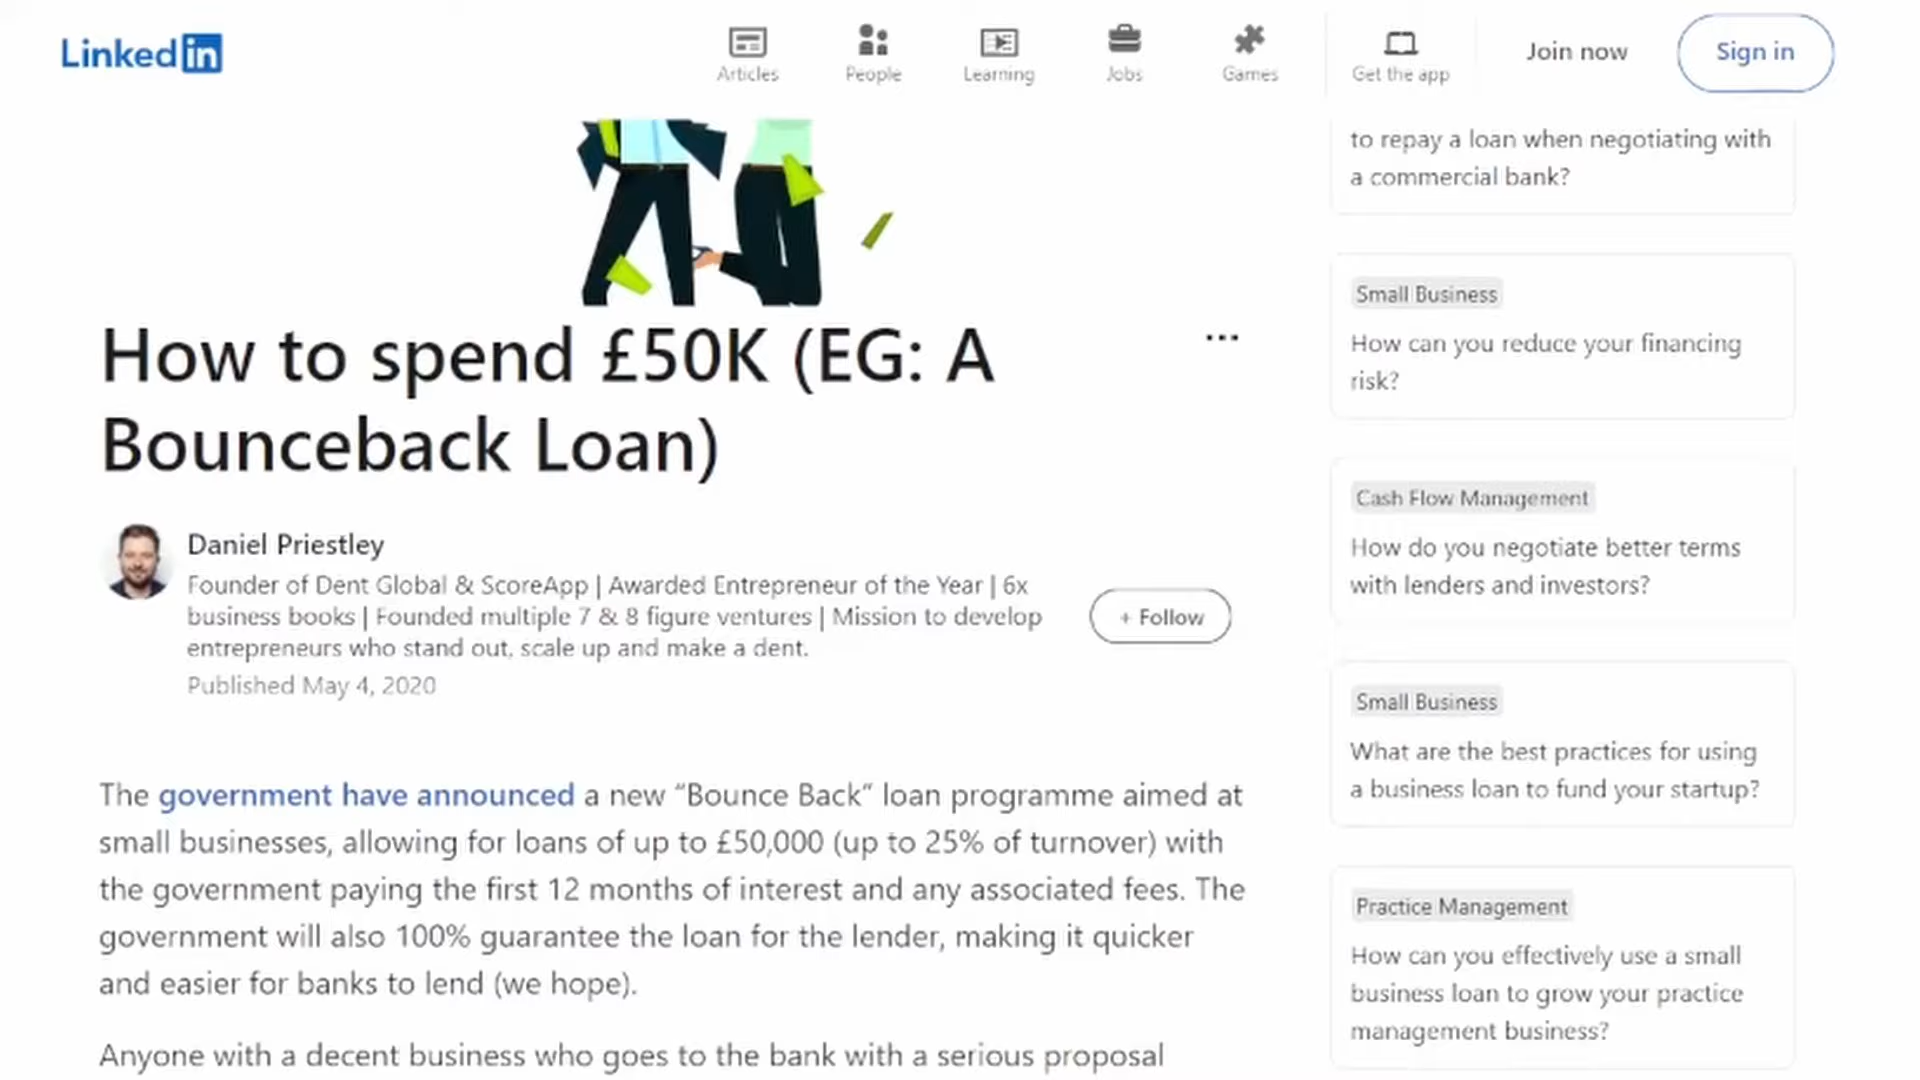 Linked in
Articles
People
Learning
Jobs
Games
Get the app
Join now
Sign in
How to spend £50K (EG: A
Bounceback Loan)
Daniel Priestley
Founder of Dent Global & ScoreApp | Awarded Entrepreneur of the Year | 6x
business books | Founded multiple 7 & 8 figure ventures | Mission to develop
entrepreneurs who stand out, scale up and make a dent.
Published May 4, 2020
+ Follow
The government have announced a new “Bounce Back” loan programme aimed at
small businesses, allowing for loans of up to £50,000 (up to 25% of turnover) with
the government paying the first 12 months of interest and any associated fees. The
government will also 100% guarantee the loan for the lender, making it quicker
and easier for banks to lend (we hope).
Anyone with a decent business who goes to the bank with a serious proposal
to repay a loan when negotiating with
a commercial bank?
Small Business
How can you reduce your financing
risk?
Cash Flow Management
How do you negotiate better terms
with lenders and investors?
Small Business
What are the best practices for using
a business loan to fund your startup?
Practice Management
How can you effectively use a small
business loan to grow your practice
management business?